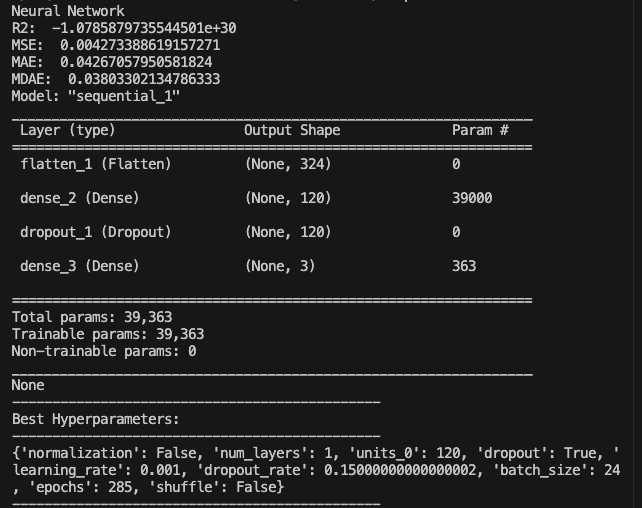 Neural Network
R2:  -1.0785879735544501e+30
MSE:  0.004273388619157271
MAE:  0.04267057950581824
MDAE:  0.03803302134786333
Model: "sequential_1"
_________________________________________________________________
Layer (type)                Output Shape              Param #
=================================================================
flatten_1 (Flatten)         (None, 324)               0
dense_2 (Dense)             (None, 120)               39000
dropout_1 (Dropout)         (None, 120)               0
dense_3 (Dense)             (None, 3)                 363
=================================================================
Total params: 39,363
Trainable params: 39,363
Non-trainable params: 0
_________________________________________________________________
None
----------------------------------------------
Best Hyperparameters:
----------------------------------------------
{'normalization': False, 'num_layers': 1, 'units_0': 120, 'dropout': True, '
learning_rate': 0.001, 'dropout_rate': 0.15000000000000002, 'batch_size': 24
, 'epochs': 285, 'shuffle': False}
----------------------------------------------